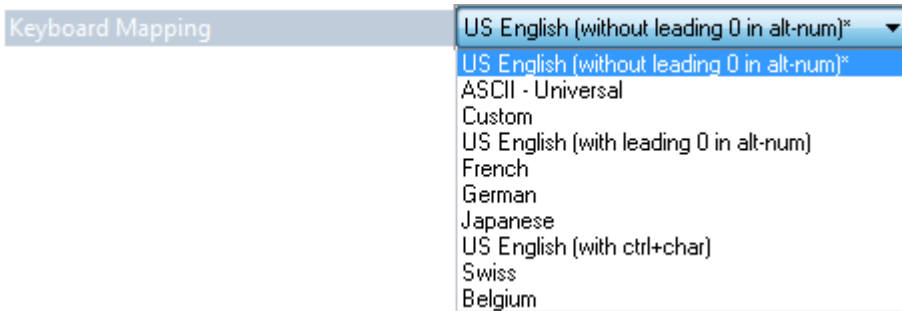 Keyboard Mapping
US English (without leading 0 in alt-num)*
US English (without leading 0 in alt-num)*
ASCII - Universal
Custom
US English (with leading 0 in alt-num)
French
German
Japanese
US English (with ctrl+char)
Swiss
Belgium